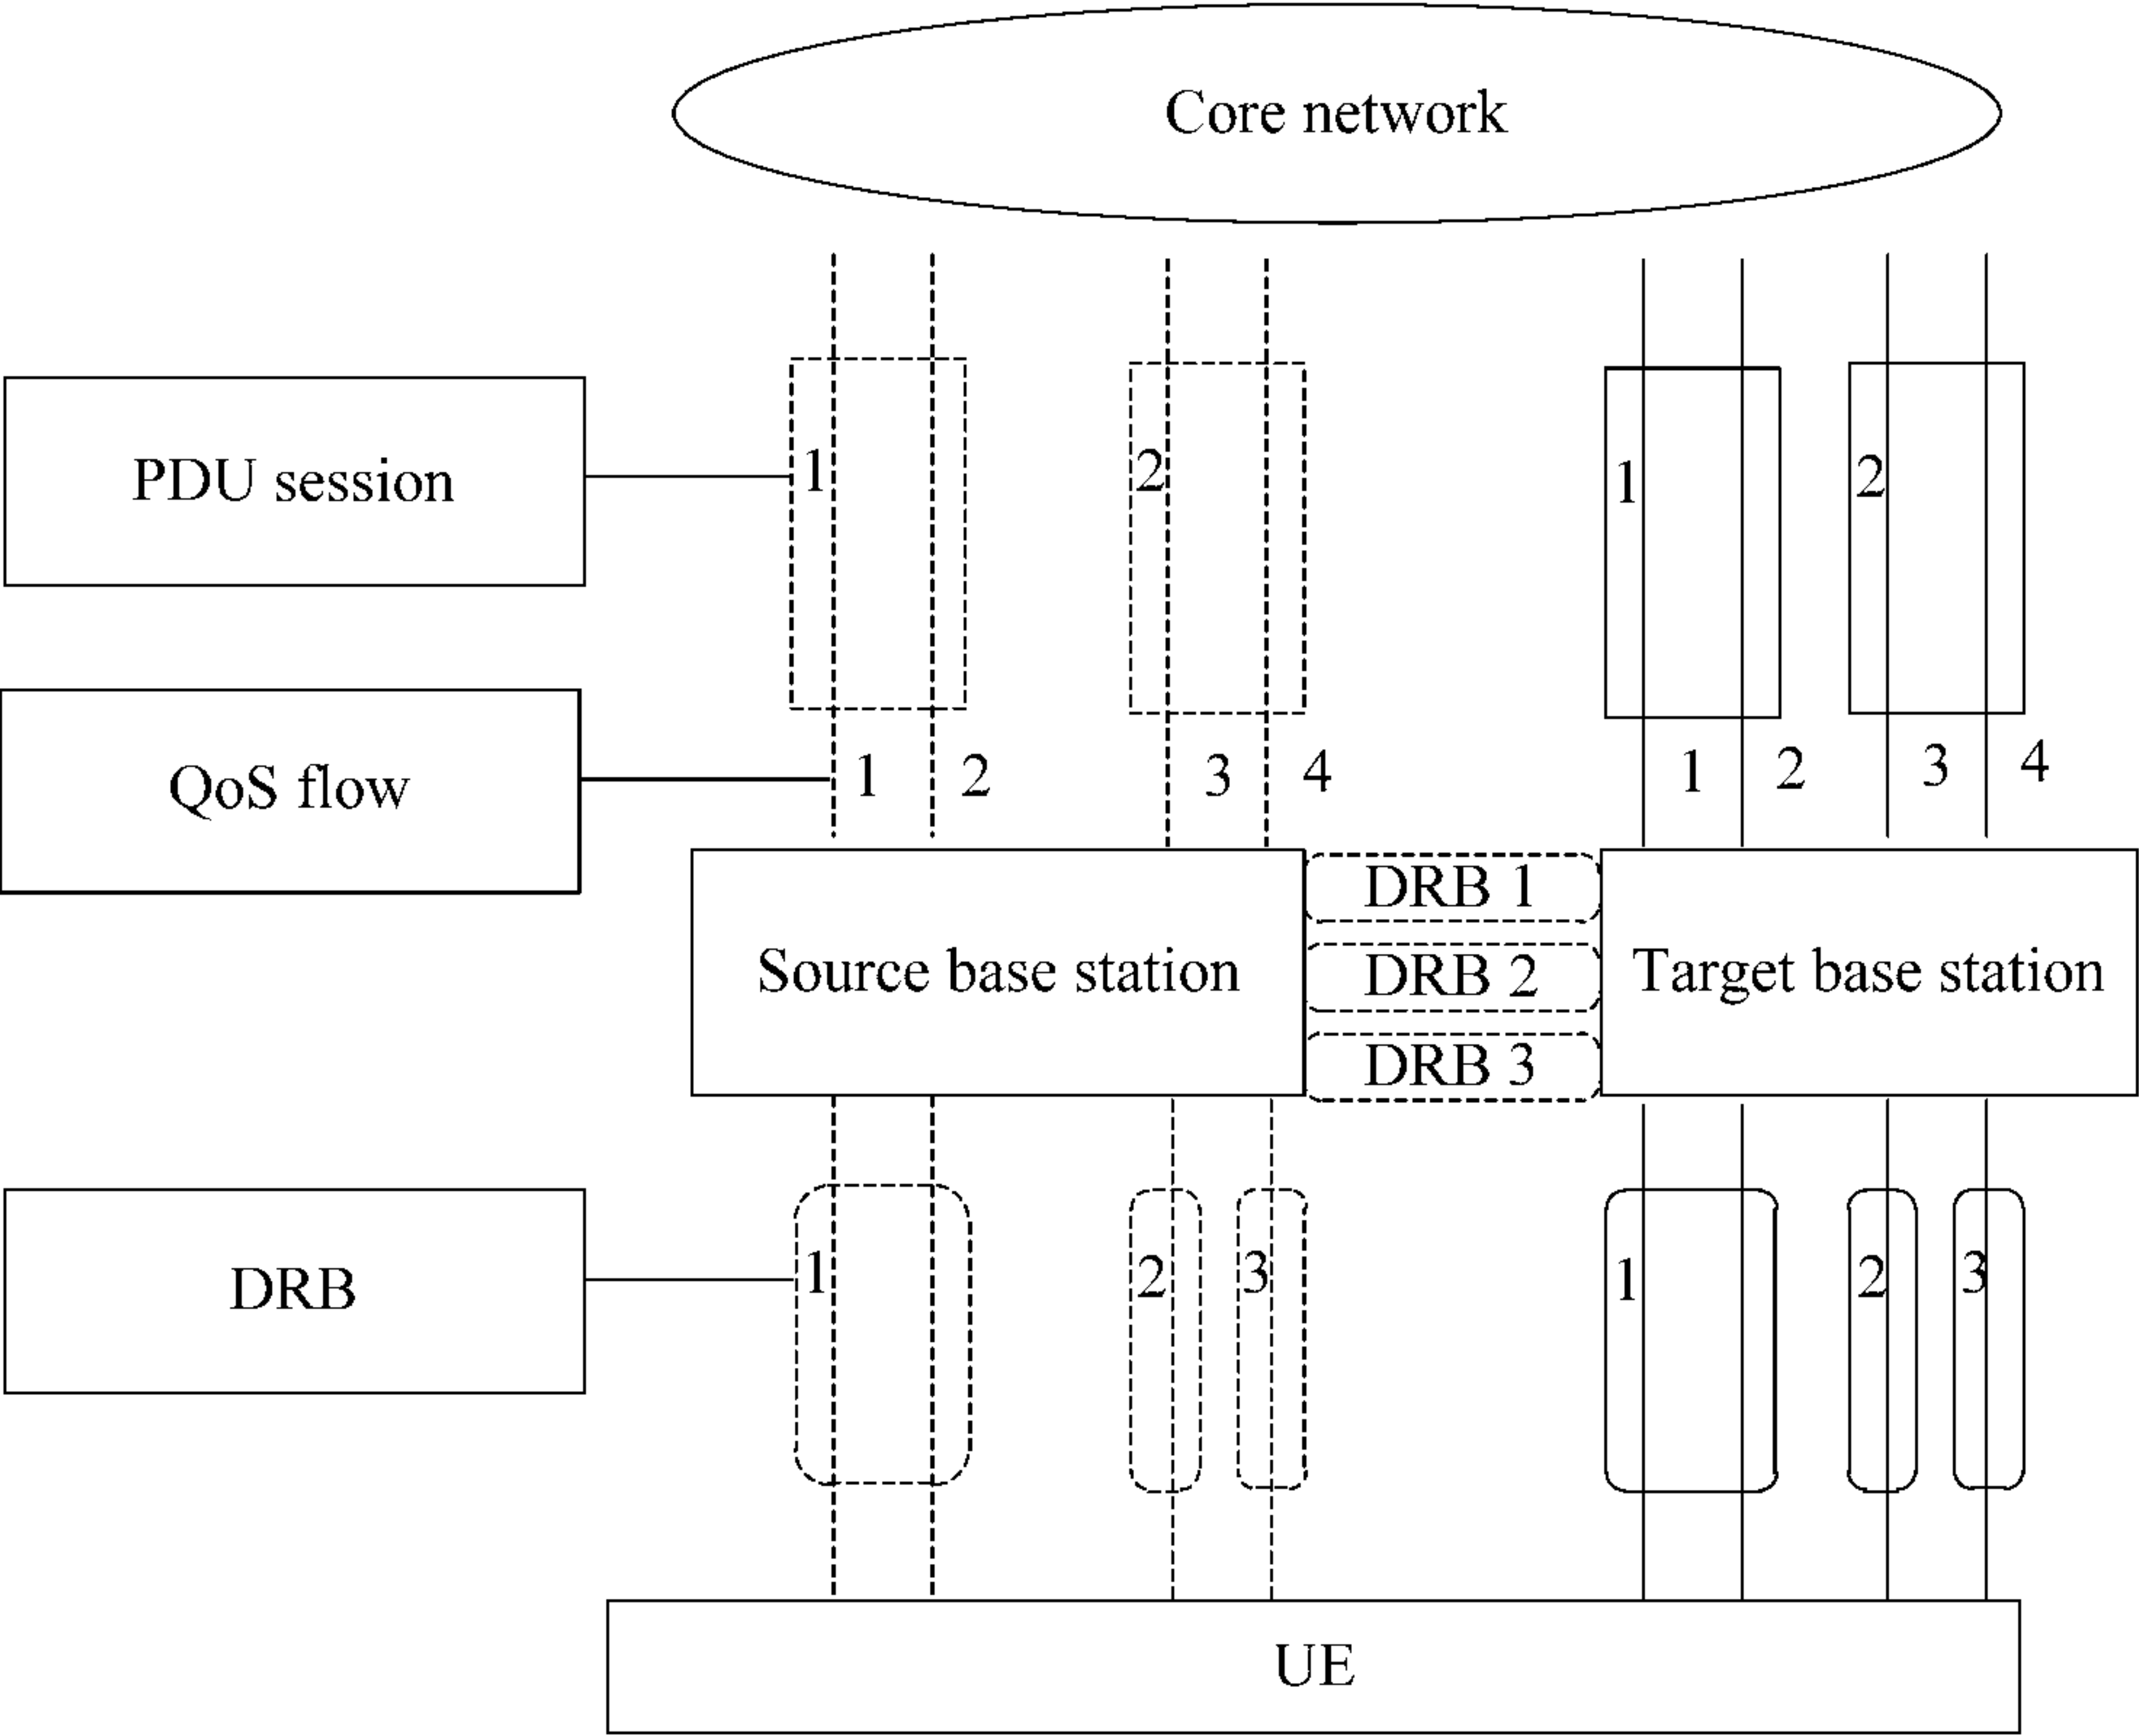 Core network
PDU session
1
2
1
2
QoS flow
1
2
3
4
1
2
3
4
Source base station
DRB 1
DRB 2
DRB 3
Target base station
DRB
1
2
3
1
2
3
UE